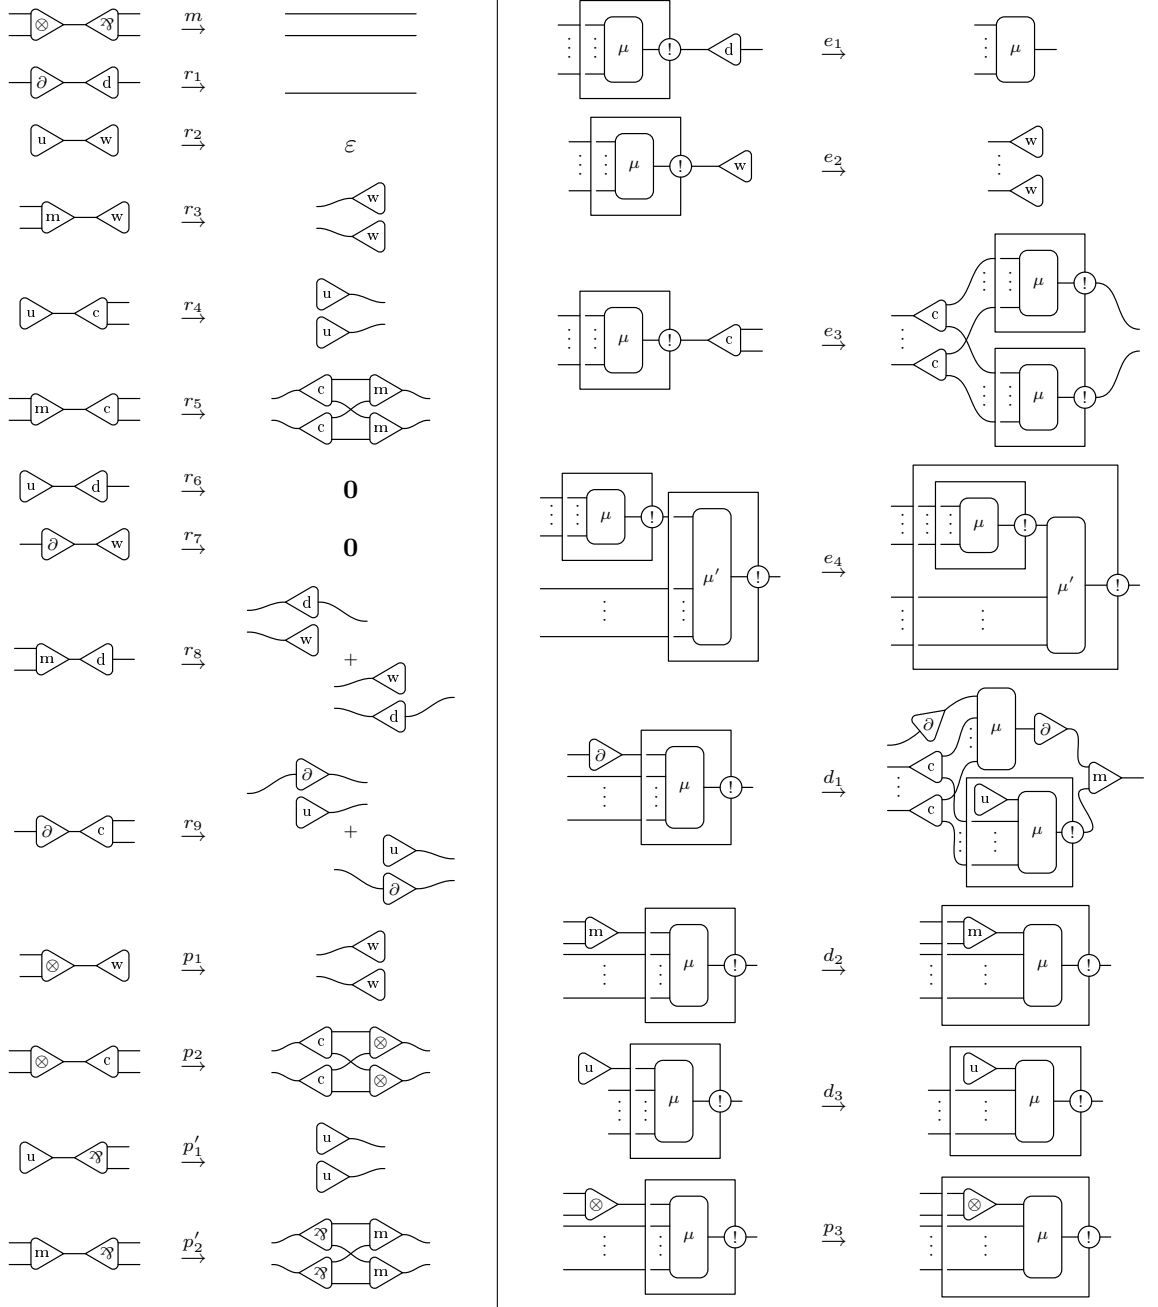 ⊗ ⅋ m
∂ d r₁
u w r₂ ε
m w r₃ w w
u c r₄ u u
m c r₅ c m c m
u d r₆ 0
∂ w r₇ 0
m d r₈ d w + w d
∂ c r₉ ∂ u + u ∂
⊗ w p₁ w w
⊗ c p₂ c ⊗ c ⊗
u ⅋ p′₁ u u
m ⅋ p′₂ ⅋ m ⅋ m
μ ! d e₁ μ
μ ! w e₂ w w
μ ! c e₃ c c μ ! μ !
μ ! μ′ ! e₄ μ ! μ′ !
∂ μ ! d₁ ∂ c c μ ∂ u μ ! m
m μ ! d₂ m μ !
u μ ! d₃ u μ !
⊗ μ ! p₃ ⊗ μ !